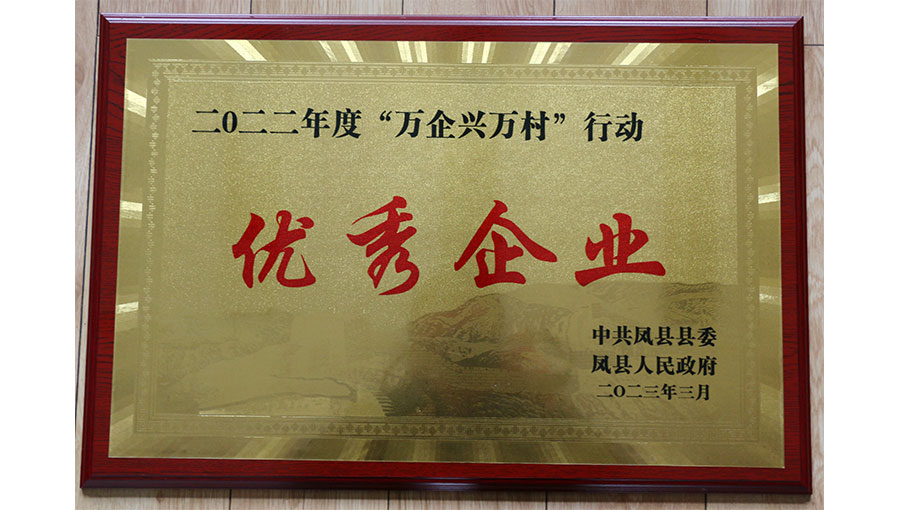 二0二二年度“万企兴万村”行动
优秀企业
中共凤县县委
凤县人民政府
二〇二三年三月